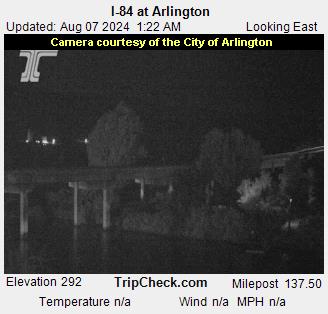 I-84 at Arlington
Updated: Aug 07 2024 1:22 AM Looking East
Camera courtesy of the City of Arlington
Elevation 292 TripCheck.com Milepost 137.50
Temperature n/a Wind n/a MPH n/a